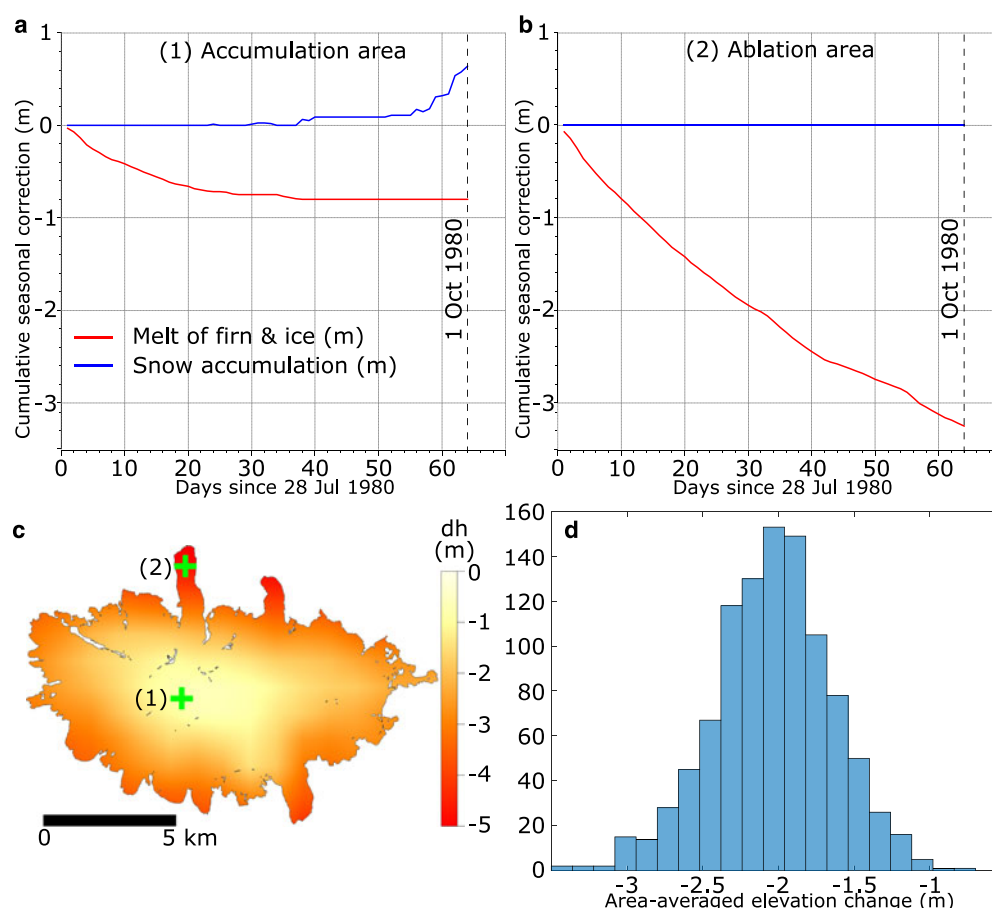 a
(1) Accumulation area
Cumulative seasonal correction (m)
1
0
-1
-2
-3
1 Oct 1980
Melt of firn & ice (m)
Snow accumulation (m)
0 10 20 30 40 50 60
Days since 28 Jul 1980
b
(2) Ablation area
Cumulative seasonal correction (m)
1
0
-1
-2
-3
1 Oct 1980
0 10 20 30 40 50 60
Days since 28 Jul 1980
c
dh
(m)
(2)
(1)
0
-1
-2
-3
-4
-5
0 5 km
d
160
140
120
100
80
60
40
20
0
-3 -2.5 -2 -1.5 -1
Area-averaged elevation change (m)